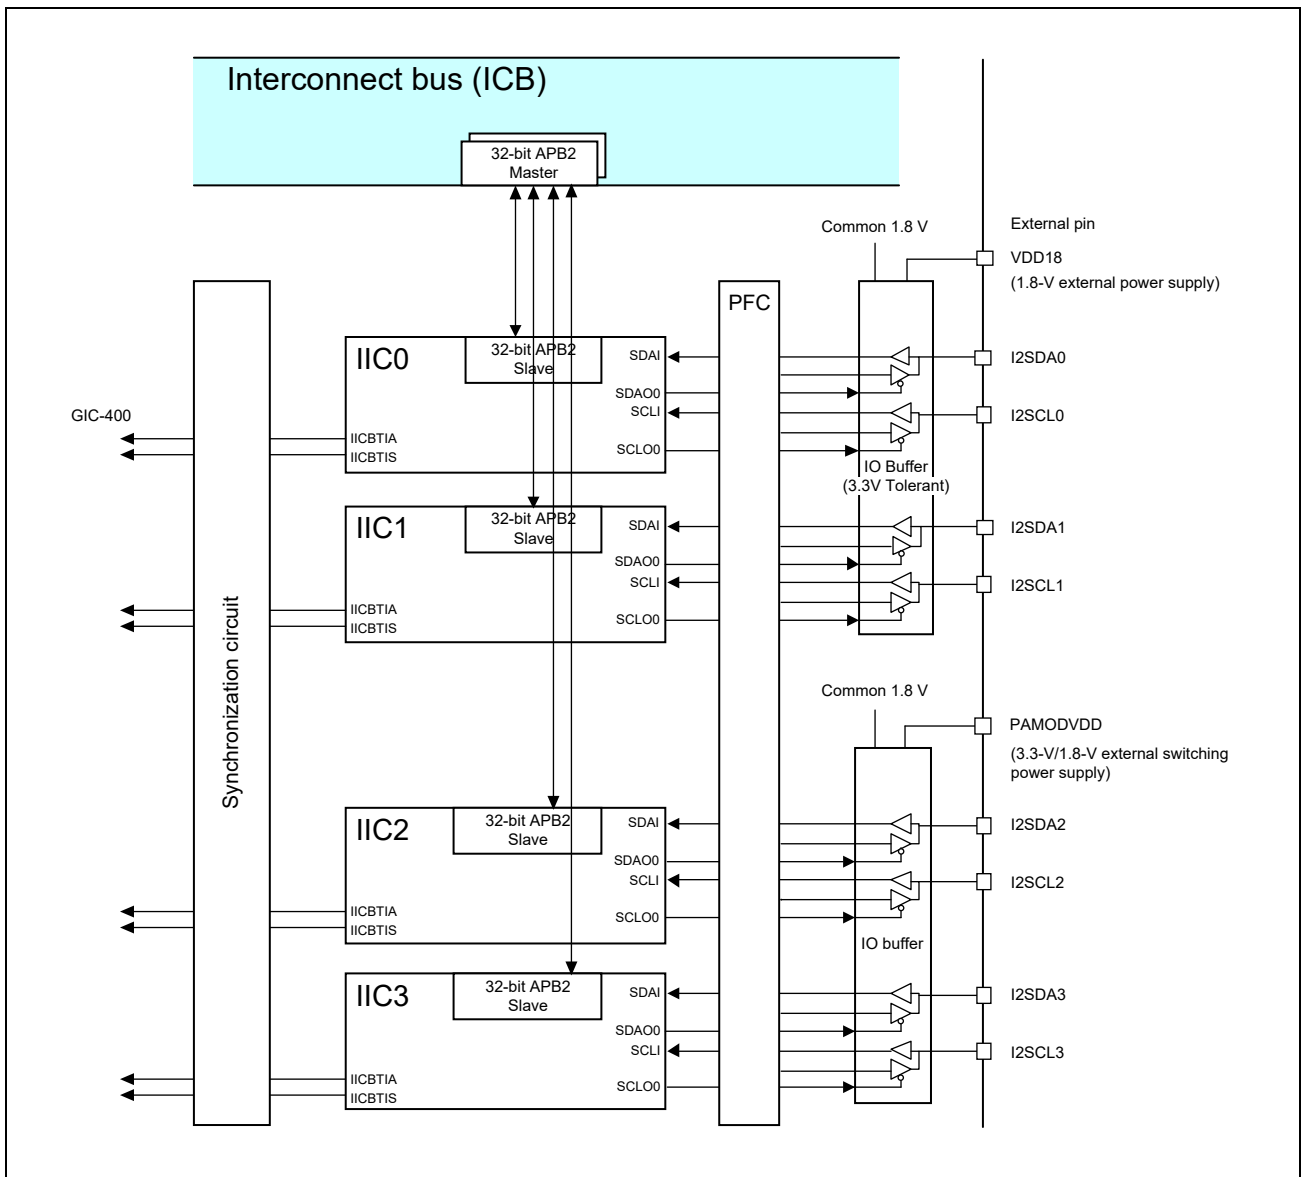 Interconnect bus (ICB)
32-bit APB2
Master
Common 1.8 V
External pin
VDD18
(1.8-V external power supply)
PFC
IIC0
32-bit APB2
Slave
SDAI
SDAO0
SCLI
SCLO0
IICBTIA
IICBTIS
GIC-400
I2SDA0
I2SCL0
IO Buffer
(3.3V Tolerant)
IIC1
32-bit APB2
Slave
SDAI
SDAO0
SCLI
SCLO0
IICBTIA
IICBTIS
I2SDA1
I2SCL1
Synchronization circuit
Common 1.8 V
PAMODVDD
(3.3-V/1.8-V external switching
power supply)
IIC2
32-bit APB2
Slave
SDAI
SDAO0
SCLI
SCLO0
IICBTIA
IICBTIS
I2SDA2
I2SCL2
IO buffer
IIC3
32-bit APB2
Slave
SDAI
SDAO0
SCLI
SCLO0
IICBTIA
IICBTIS
I2SDA3
I2SCL3